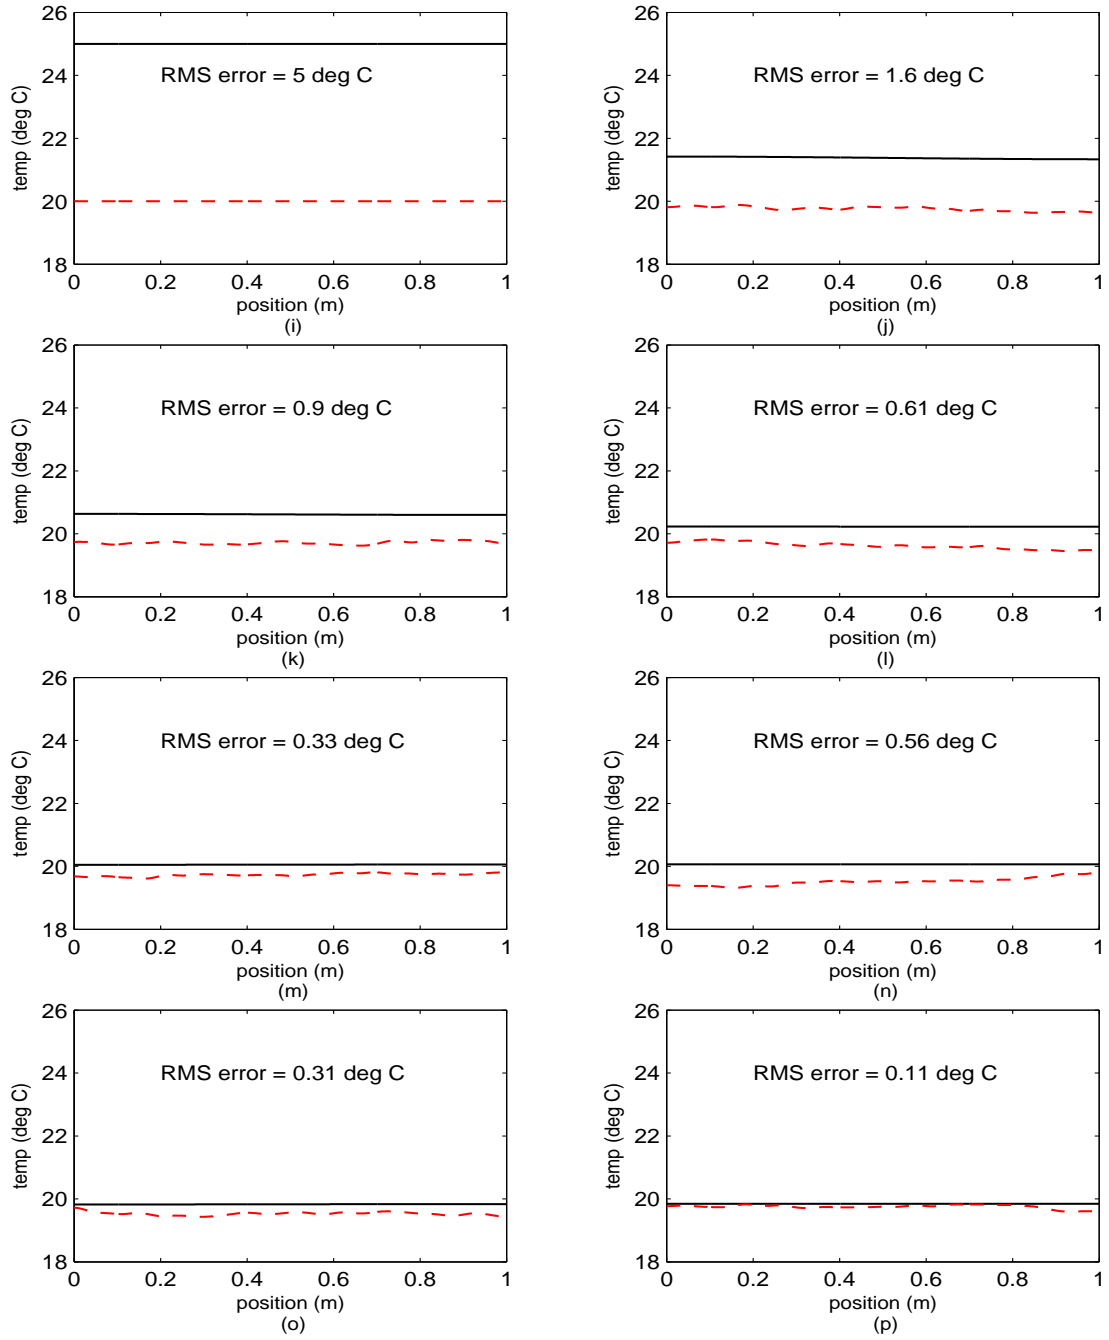 26
24
22
20
18
temp (deg C)
RMS error = 5 deg C
0 0.2 0.4 0.6 0.8 1
position (m)
(i)
26
24
22
20
18
temp (deg C)
RMS error = 1.6 deg C
0 0.2 0.4 0.6 0.8 1
position (m)
(j)
26
24
22
20
18
temp (deg C)
RMS error = 0.9 deg C
0 0.2 0.4 0.6 0.8 1
position (m)
(k)
26
24
22
20
18
temp (deg C)
RMS error = 0.61 deg C
0 0.2 0.4 0.6 0.8 1
position (m)
(l)
26
24
22
20
18
temp (deg C)
RMS error = 0.33 deg C
0 0.2 0.4 0.6 0.8 1
position (m)
(m)
26
24
22
20
18
temp (deg C)
RMS error = 0.56 deg C
0 0.2 0.4 0.6 0.8 1
position (m)
(n)
26
24
22
20
18
temp (deg C)
RMS error = 0.31 deg C
0 0.2 0.4 0.6 0.8 1
position (m)
(o)
26
24
22
20
18
temp (deg C)
RMS error = 0.11 deg C
0 0.2 0.4 0.6 0.8 1
position (m)
(p)